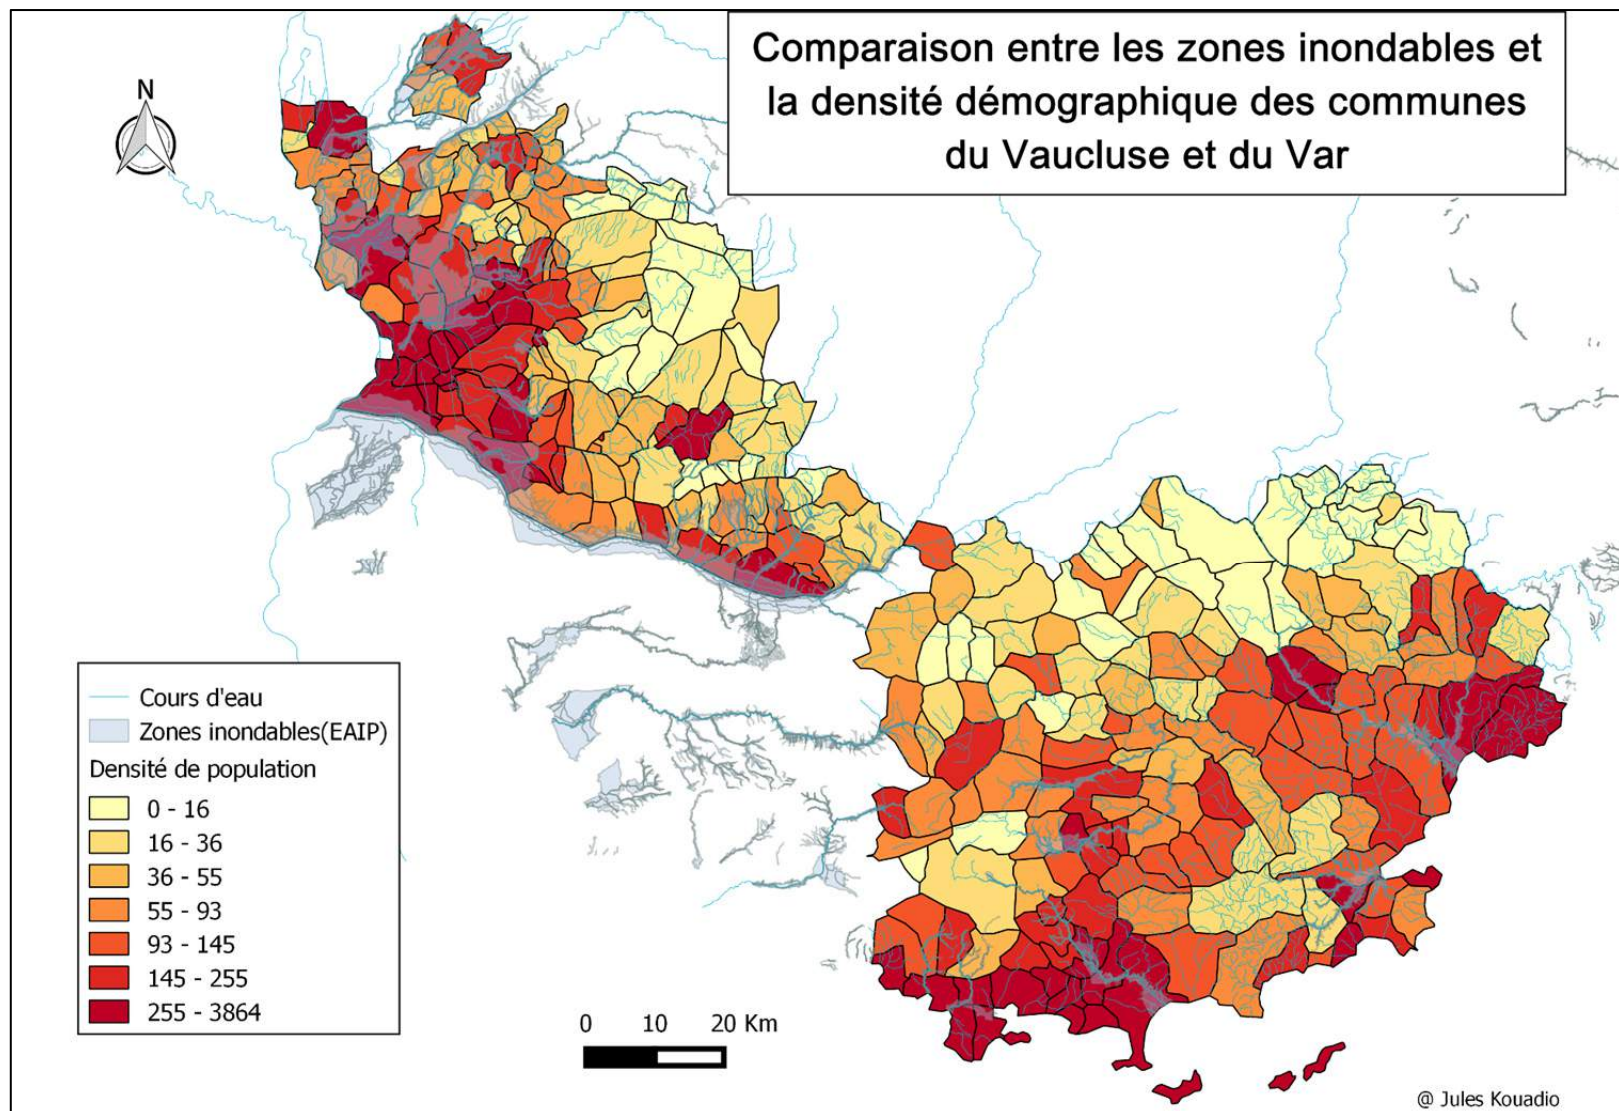 Comparaison entre les zones inondables et
la densité démographique des communes
du Vaucluse et du Var
N
Cours d'eau
Zones inondables(EAIP)
Densité de population
0 - 16
16 - 36
36 - 55
55 - 93
93 - 145
145 - 255
255 - 3864
0 10 20 Km
@ Jules Kouadio